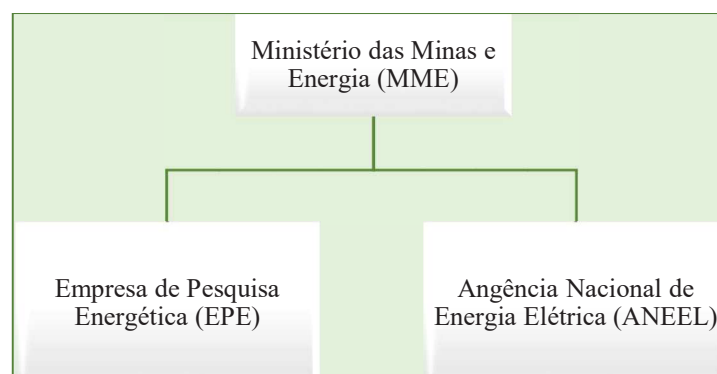 Ministério das Minas e
Energia (MME)
Empresa de Pesquisa
Energética (EPE)
Angência Nacional de
Energia Elétrica (ANEEL)